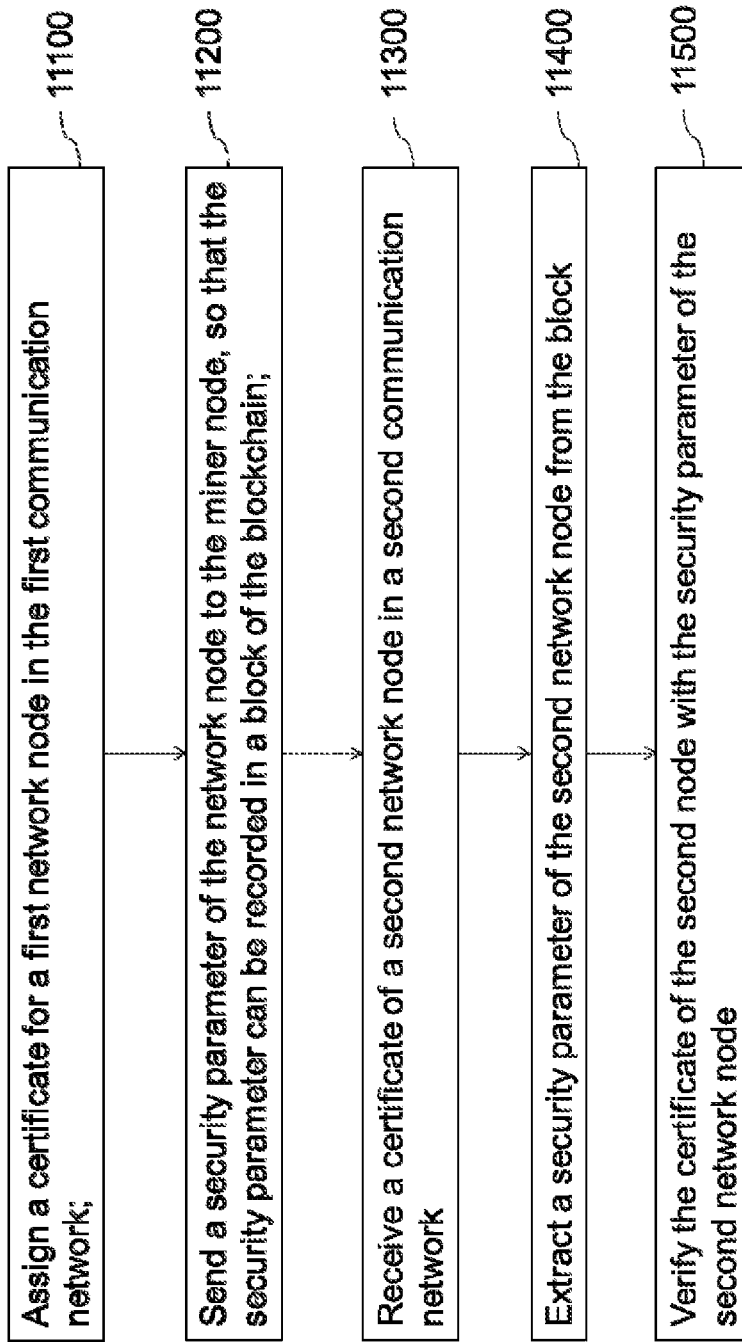 Assign a certificate for a first network node in the first communication
network;
11100
Send a security parameter of the network node to the miner node, so that the
security parameter can be recorded in a block of the blockchain;
11200
Receive a certificate of a second network node in a second communication
network
11300
Extract a security parameter of the second network node from the block
11400
Verify the certificate of the second node with the security parameter of the
second network node
11500